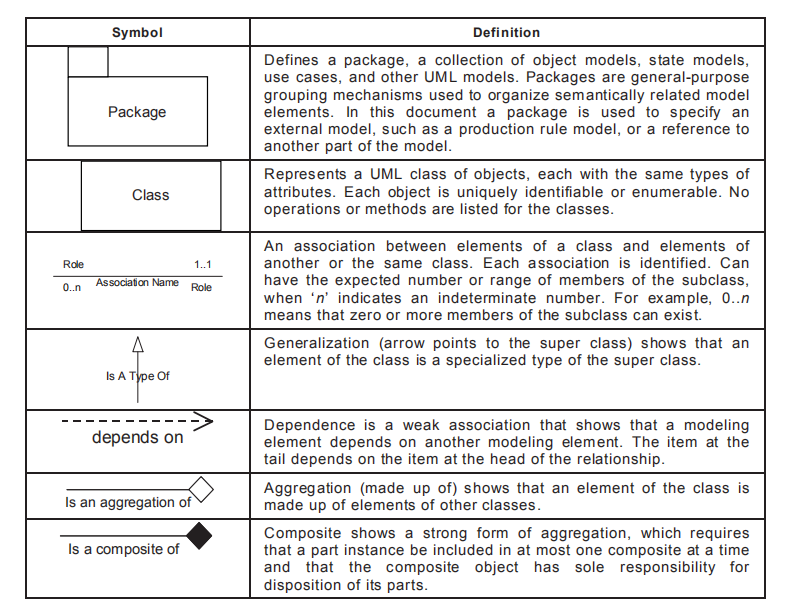 Symbol
Definition
Package
Defines a package, a collection of object models, state models,
use cases, and other UML models. Packages are general-purpose
grouping mechanisms used to organize semantically related model
elements. In this document a package is used to specify an
external model, such as a production rule model, or a reference to
another part of the model.
Class
Represents a UML class of objects, each with the same types of
attributes. Each object is uniquely identifiable or enumerable. No
operations or methods are listed for the classes.
Role 1..1
Association Name
0..n Role
An association between elements of a class and elements of
another or the same class. Each association is identified. Can
have the expected number or range of members of the subclass,
when ‘n’ indicates an indeterminate number. For example, 0..n
means that zero or more members of the subclass can exist.
Is A Type Of
Generalization (arrow points to the super class) shows that an
element of the class is a specialized type of the super class.
depends on
Dependence is a weak association that shows that a modeling
element depends on another modeling element. The item at the
tail depends on the item at the head of the relationship.
Is an aggregation of
Aggregation (made up of) shows that an element of the class is
made up of elements of other classes.
Is a composite of
Composite shows a strong form of aggregation, which requires
that a part instance be included in at most one composite at a time
and that the composite object has sole responsibility for
disposition of its parts.